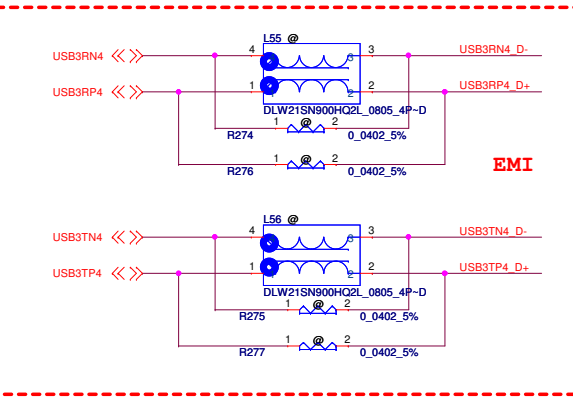 L55 @
USB3RN4 4 3 3 USB3RN4_D-
USB3RP4 1 2 2 USB3RP4_D+
DLW21SN900HQ2L_0805_4P~D
1 @ 2
R274 0_0402_5%
1 @ 2
R276 0_0402_5%
EMI
L56 @
USB3TN4 4 3 3 USB3TN4_D-
USB3TP4 1 2 2 USB3TP4_D+
DLW21SN900HQ2L_0805_4P~D
1 @ 2
R275 0_0402_5%
1 @ 2
R277 0_0402_5%